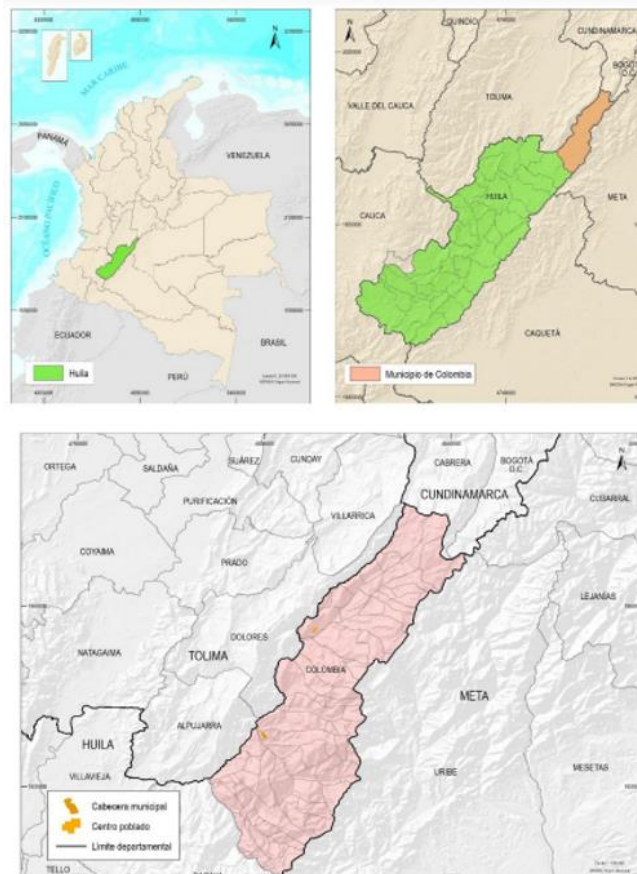 N
MAR CARIBE
PANAMÁ
VENEZUELA
OCÉANO PACÍFICO
ECUADOR
BRASIL
PERÚ
Huila
N
QUINDÍO
CUNDINAMARCA
BOGOTÁ
D.C.
TOLIMA
VALLE DEL CAUCA
HUILA
META
CAUCA
CAQUETÁ
Municipio de Colombia
N
ORTEGA
SALDAÑA
SUÁREZ
CUNDAY
CABRERA
BOGOTÁ
D.C.
CUNDINAMARCA
CUBARRAL
PURIFICACIÓN
VILLARRICA
COYAIMA
PRADO
LEJANÍAS
DOLORES
NATAGAIMA
TOLIMA
COLOMBIA
META
ALPUJARRA
HUILA
URIBE
MESETAS
VILLAVIEJA
Cabecera municipal
Centro poblado
Límite departamental
TELLO